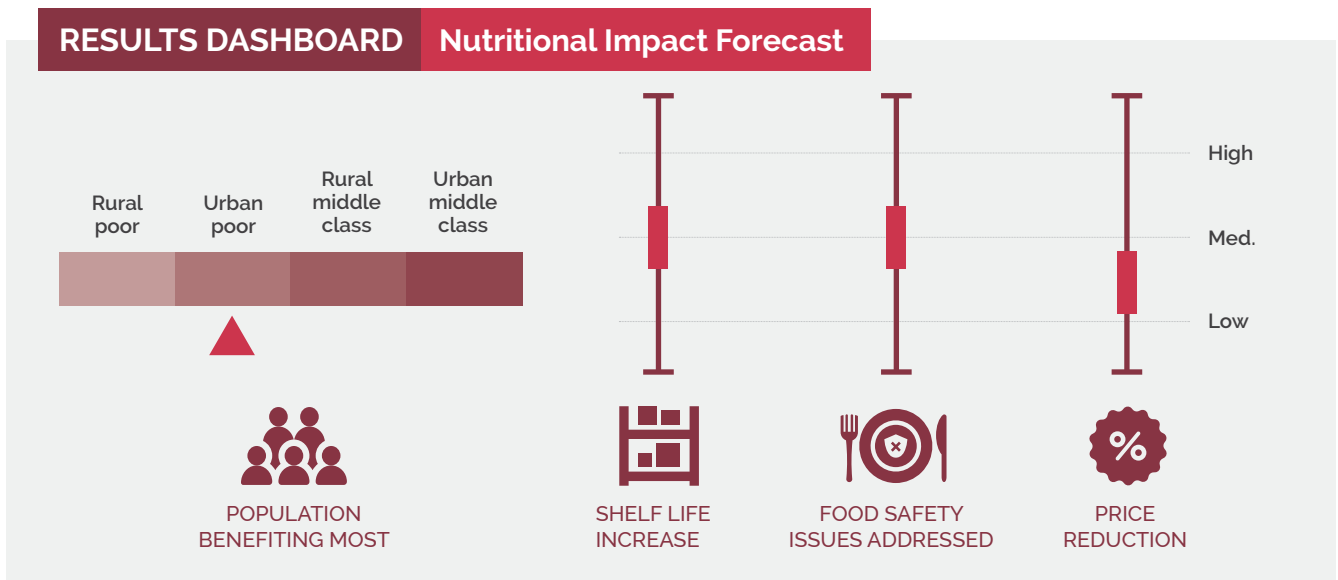 RESULTS DASHBOARD Nutritional Impact Forecast
Rural
poor
Urban
poor
Rural
middle
class
Urban
middle
class
High
Med.
Low
POPULATION
BENEFITING MOST
SHELF LIFE
INCREASE
FOOD SAFETY
ISSUES ADDRESSED
%
PRICE
REDUCTION